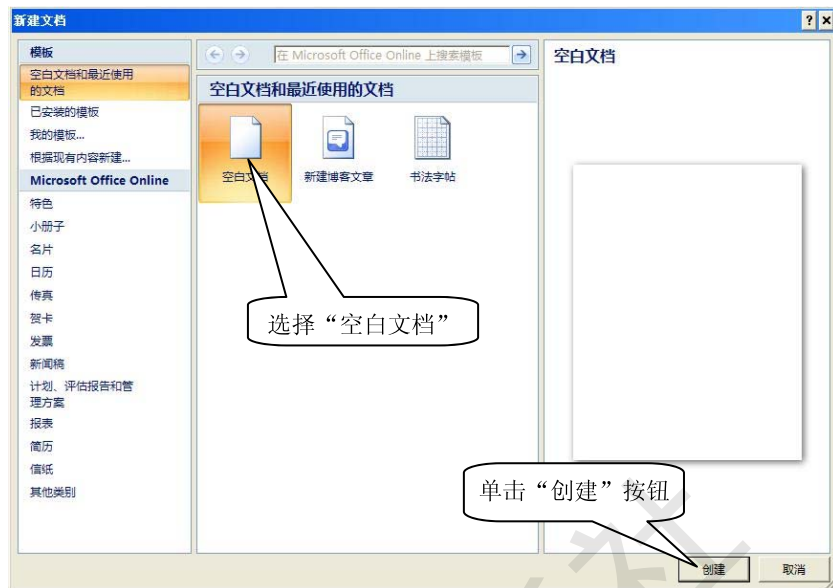 新建文档
模板
空白文档和最近使用
的文档
已安装的模板
我的模板...
根据现有内容新建...
Microsoft Office Online
特色
小册子
名片
日历
传真
贺卡
发票
新闻稿
计划、评估报告和管
理方案
报表
简历
信纸
其他类别
在 Microsoft Office Online 上搜索模板
空白文档和最近使用的文档
空白文档
新建博客文章
书法字帖
选择“空白文档”
空白文档
单击“创建”按钮
创建
取消